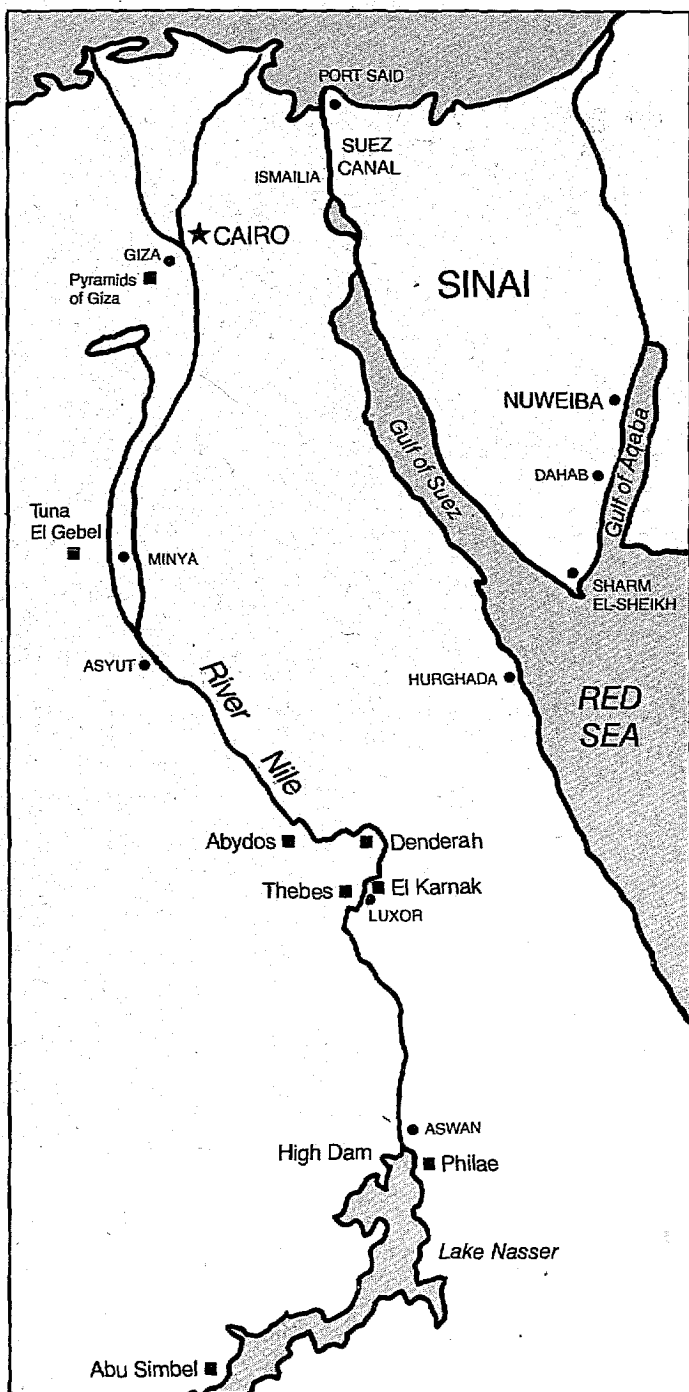 PORT SAID
SUEZ
CANAL
ISMAILIA
CAIRO
GIZA
Pyramids
of Giza
SINAI
NUWEIBA
Gulf of Suez
Gulf of Aqaba
DAHAB
Tuna
El Gebel
MINYA
SHARM
EL-SHEIKH
ASYUT
River
Nile
HURGHADA
RED
SEA
Abydos
Denderah
Thebes
El Karnak
LUXOR
ASWAN
High Dam
Philae
Lake Nasser
Abu Simbel